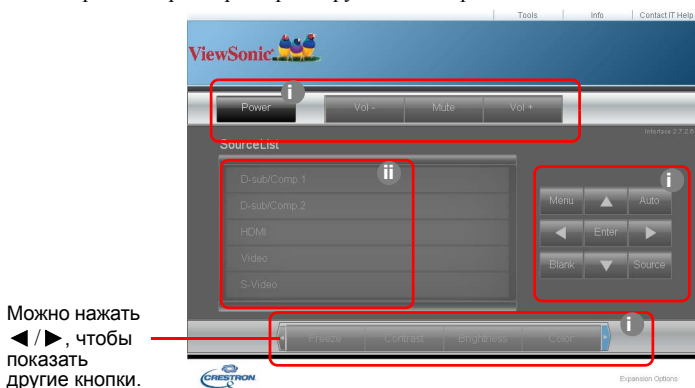 Tools Info Contact IT Help
ViewSonic
i
Power Vol - Mute Vol +
Interface 2.7.2.6
SourceList
ii
i
D-sub/Comp.1
D-sub/Comp.2
HDMI
Video
S-Video
Menu ▲ Auto
◀ Enter ▶
Blank ▼ Source
i
Freeze Contrast Brightness Color
Можно нажать
◀ / ▶, чтобы
показать
другие кнопки.
CRESTRON
Expansion Options